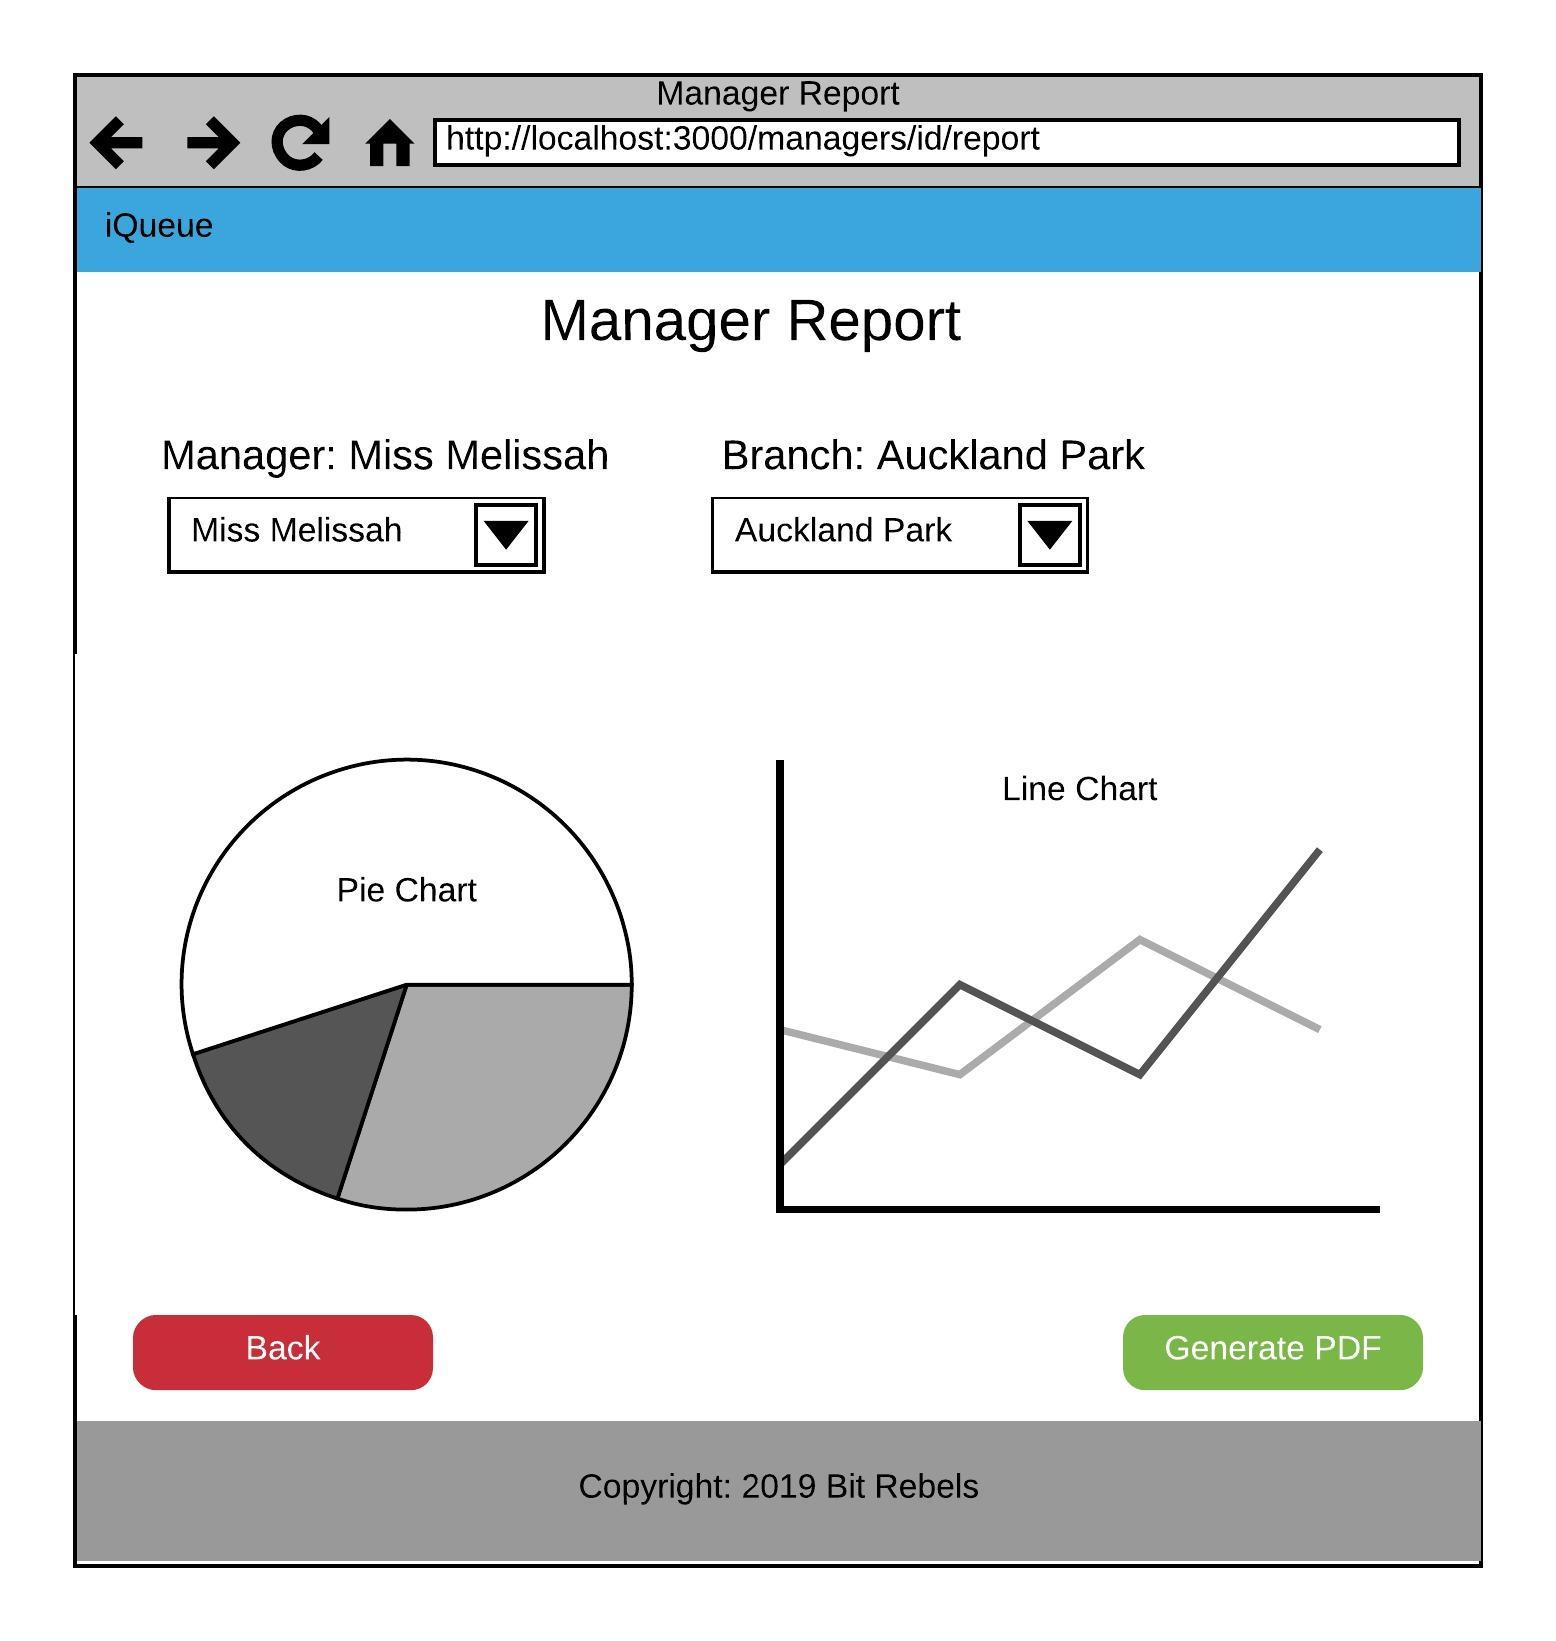 Manager Report
http://localhost:3000/managers/id/report
iQueue
Manager Report
Manager: Miss Melissah
Branch: Auckland Park
Miss Melissah
Auckland Park
Pie Chart
Line Chart
Back
Generate PDF
Copyright: 2019 Bit Rebels